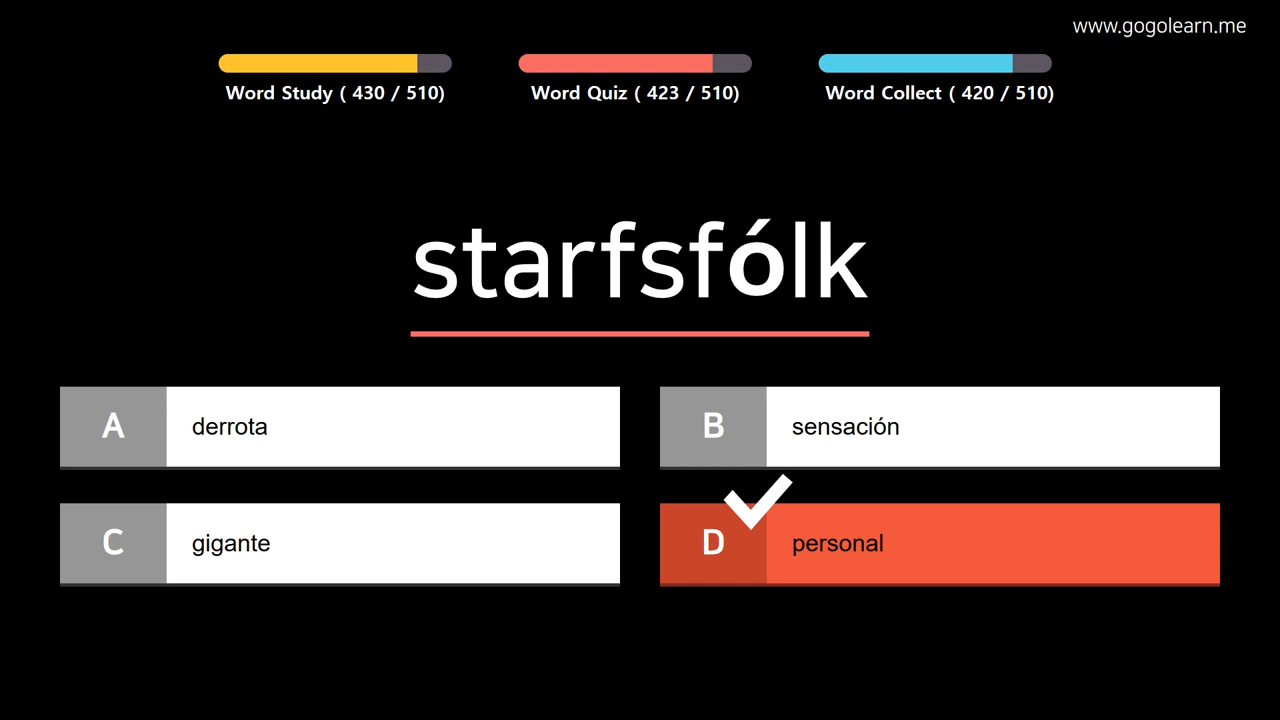 www.gogolearn.me
Word Study ( 430 / 510)
Word Quiz ( 423 / 510)
Word Collect ( 420 / 510)
starfsfólk
A derrota
B sensación
C gigante
D personal